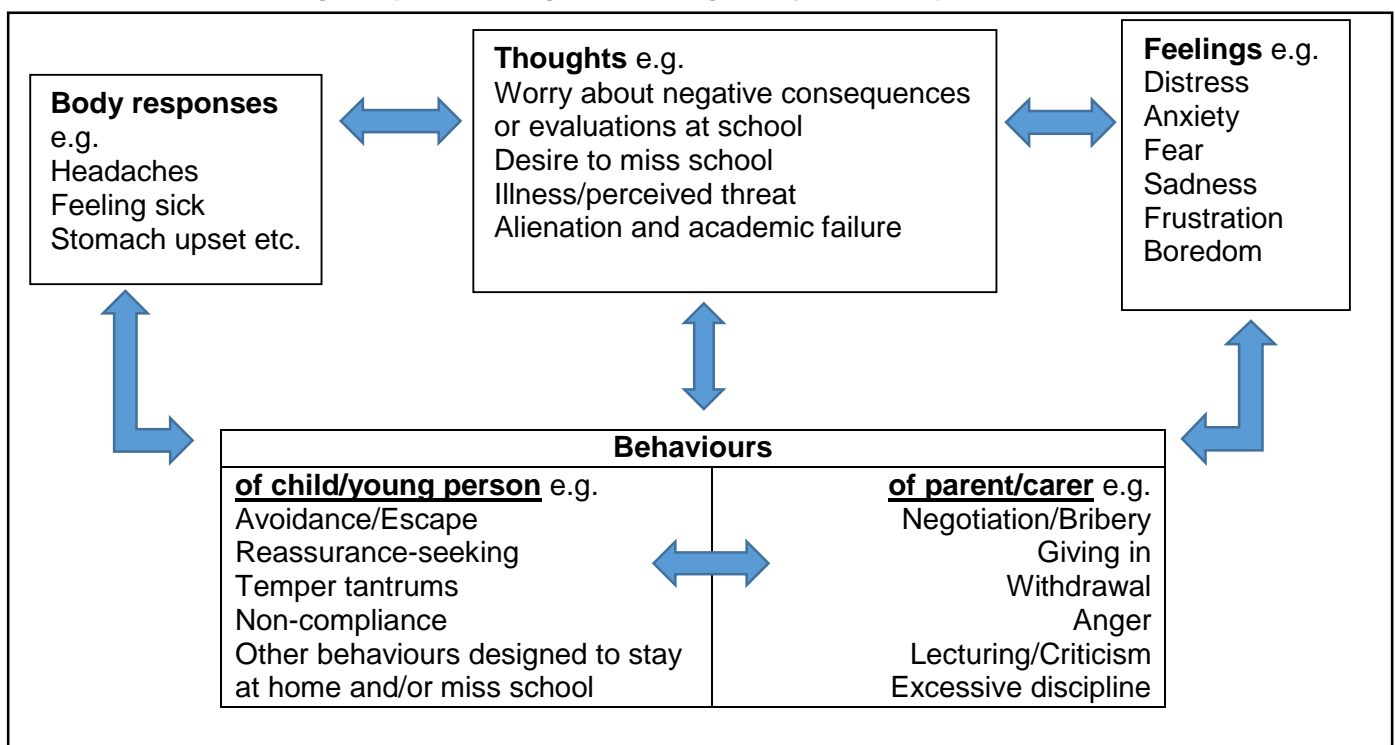 Body responses
e.g.
Headaches
Feeling sick
Stomach upset etc.
Thoughts e.g.
Worry about negative consequences
or evaluations at school
Desire to miss school
Illness/perceived threat
Alienation and academic failure
Feelings e.g.
Distress
Anxiety
Fear
Sadness
Frustration
Boredom
Behaviours
of child/young person e.g.
Avoidance/Escape
Reassurance-seeking
Temper tantrums
Non-compliance
Other behaviours designed to stay
at home and/or miss school
of parent/carer e.g.
Negotiation/Bribery
Giving in
Withdrawal
Anger
Lecturing/Criticism
Excessive discipline